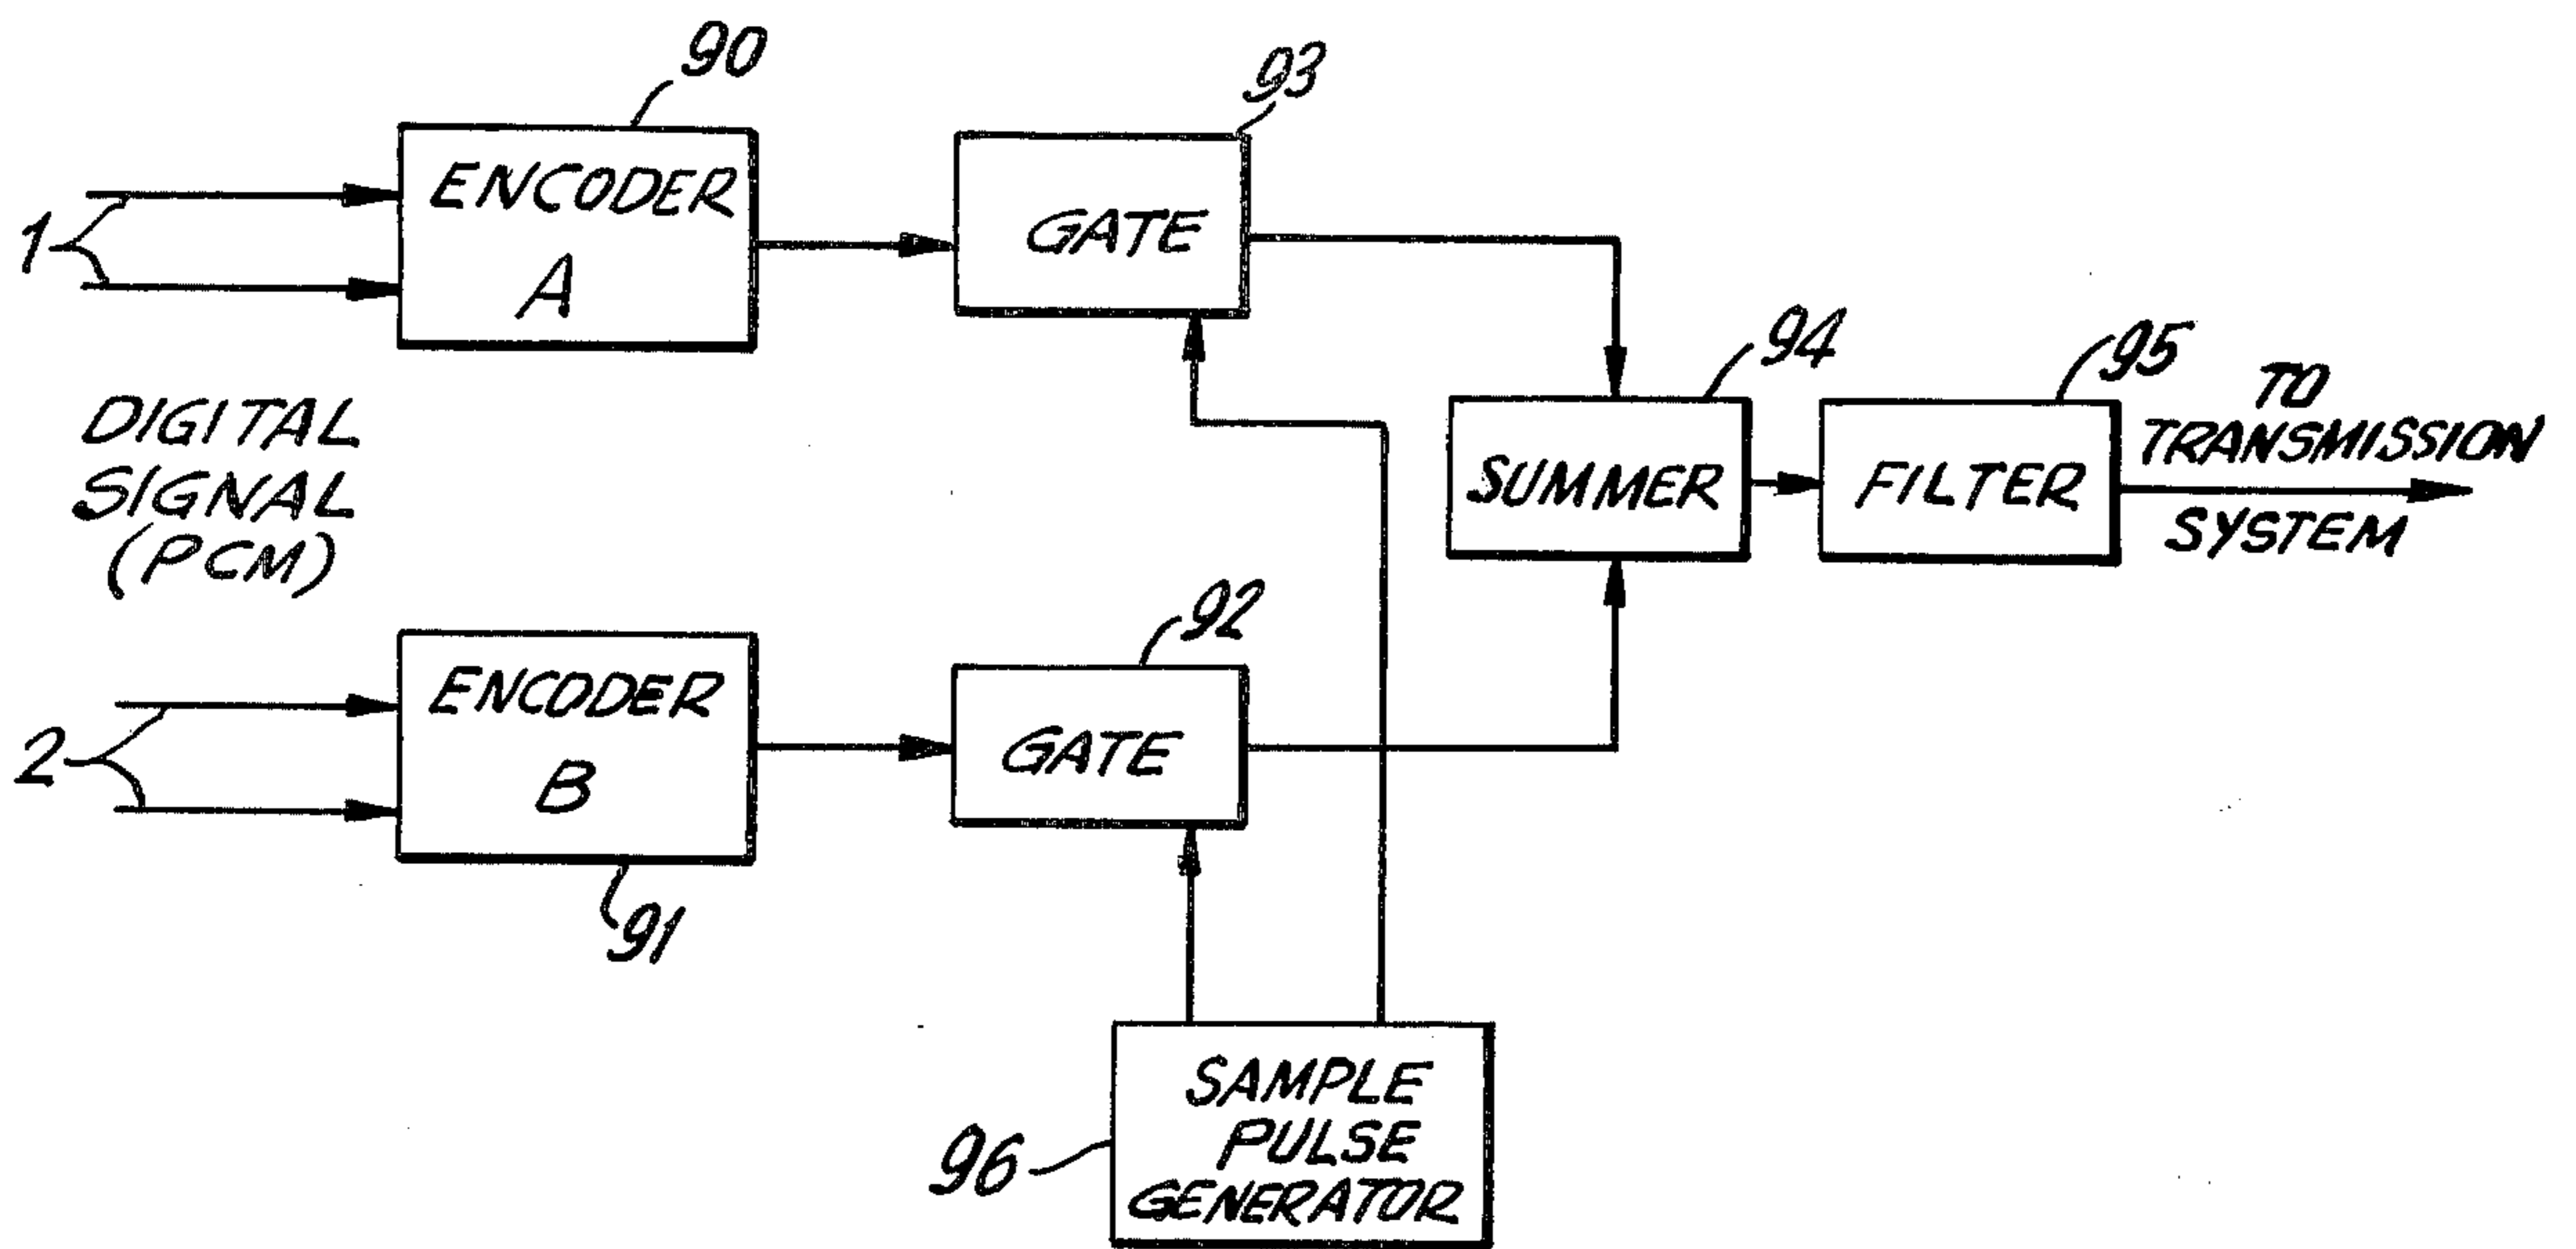 90
93
ENCODER
A
GATE
1
94
95
TO
TRANSMISSION
SYSTEM
DIGITAL
SIGNAL
(PCM)
SUMMER
FILTER
92
ENCODER
B
GATE
2
91
SAMPLE
PULSE
GENERATOR
96